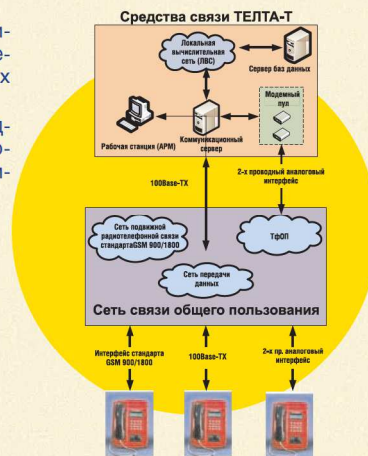 Средства связи ТЕЛТА-Т
Локальная
вычислительная
сеть (ЛВС)
Сервер баз данных
Модемный
пул
Рабочая станция (АРМ)
Коммуникационный
сервер
100Base-TX
2-х проводный аналоговый
интерфейс
Сеть подвижной
радиотелефонной связи
стандартаGSM 900/1800
ТфОП
Сеть передачи
данных
Сеть связи общего пользования
Интерфейс стандарта
GSM 900/1800
100Base-TX
2-х пр. аналоговый
интерфейс